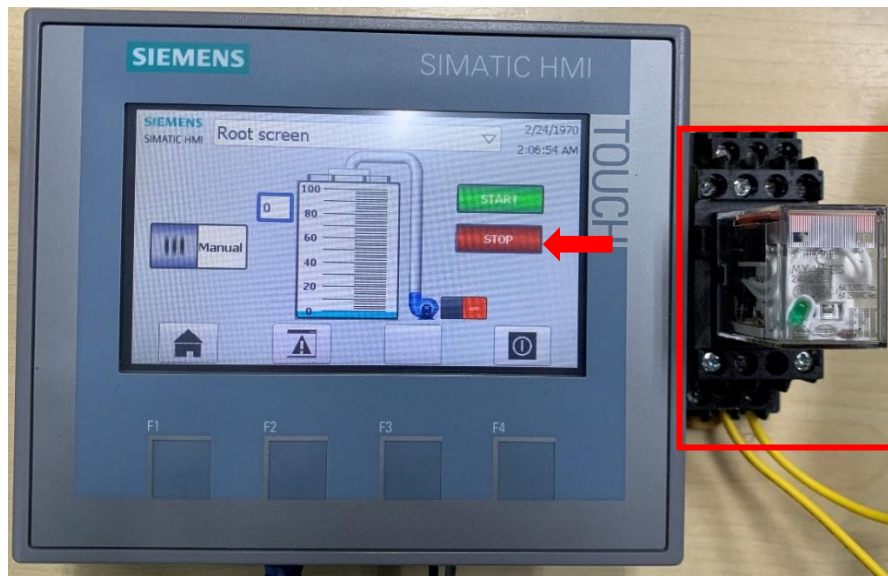 SIEMENS
SIMATIC HMI
TOUCH
SIEMENS
SIMATIC HMI
Root screen
2/24/1970
2:06:54 AM
100
0
80
60
40
20
0
START
STOP
Manual
OFF
F1
F2
F3
F4